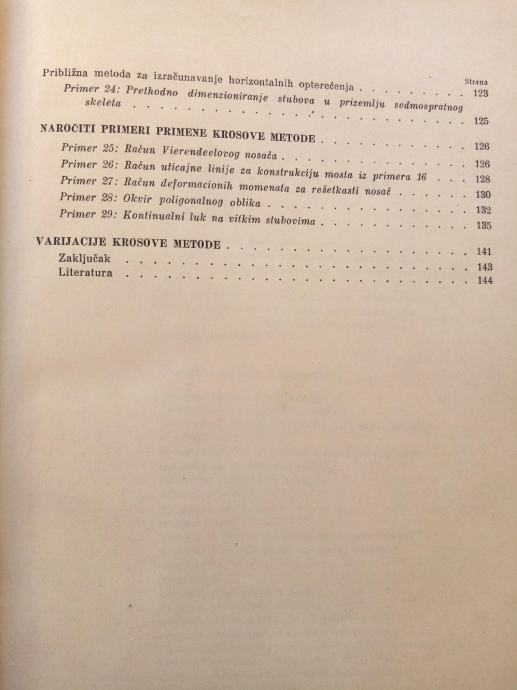 Strana
Približna metoda za izračunavanje horizontalnih opterećenja . . . . . . . . 123
Primer 24: Prethodno dimenzioniranje stubova u prizemlju sedmospratnog
skeleta . . . . . . . . . . . . . . . . . . . . 125
NAROČITI PRIMERI PRIMENE KROSOVE METODE . . . . . . . . . . 126
Primer 25: Račun Vierendeelovog nosača . . . . . . . . . . . . 126
Primer 26: Račun uticajne linije za konstrukciju mosta iz primera 16 . . . 128
Primer 27: Račun deformacionih momenata za rešetkasti nosač . . . . . 130
Primer 28: Okvir poligonalnog oblika . . . . . . . . . . . . . 132
Primer 29: Kontinualni luk na vitkim stubovima . . . . . . . . . . 135
VARIJACIJE KROSOVE METODE . . . . . . . . . . . . . . . 141
Zaključak . . . . . . . . . . . . . . . . . . . . . 143
Literatura . . . . . . . . . . . . . . . . . . . . . 144